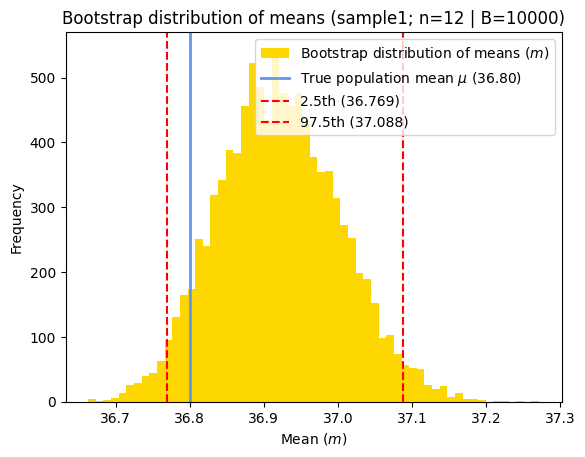 Bootstrap distribution of means (sample1; n=12 | B=10000)
Bootstrap distribution of means (m)
True population mean μ (36.80)
2.5th (36.769)
97.5th (37.088)
Frequency
500
400
300
200
100
0
36.7 36.8 36.9 37.0 37.1 37.2 37.3
Mean (m)